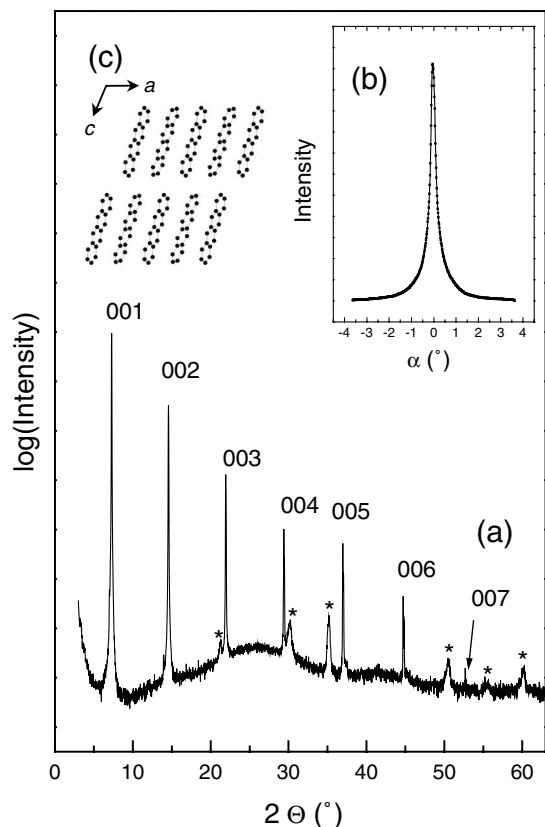 (c)
a
c
(b)
Intensity
-4 -3 -2 -1 0 1 2 3 4
α (°)
001
002
003
004
005
006
007
(a)
* * * * * *
log(Intensity)
0 10 20 30 40 50 60
2 Θ (°)